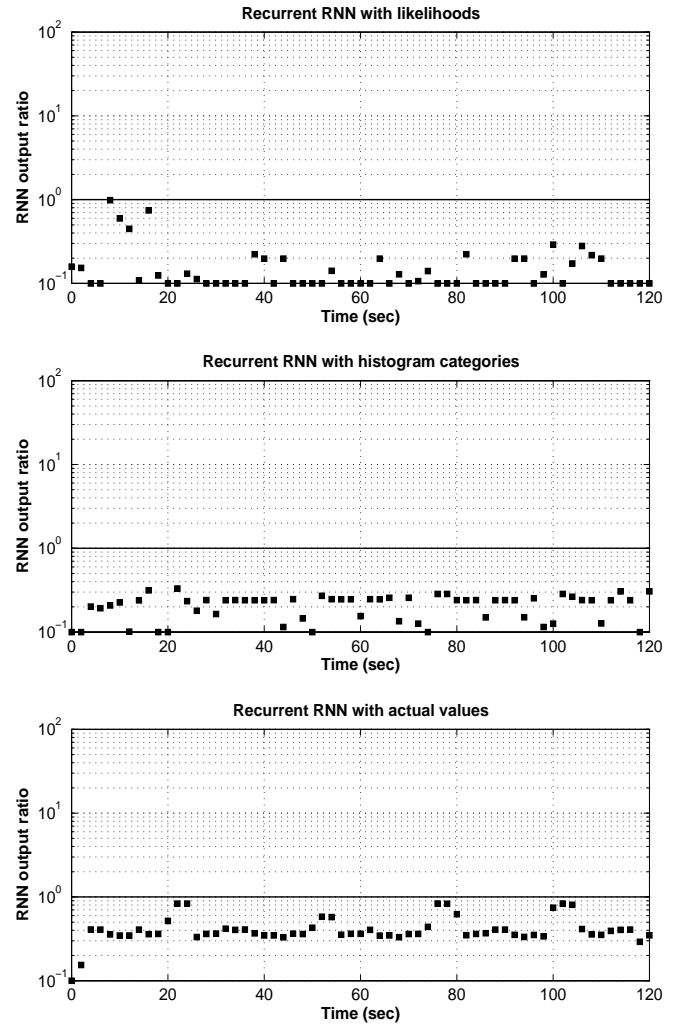 Recurrent RNN with likelihoods
10^2
10^1
10^0
10^-1
RNN output ratio
0 20 40 60 80 100 120
Time (sec)
Recurrent RNN with histogram categories
10^2
10^1
10^0
10^-1
RNN output ratio
0 20 40 60 80 100 120
Time (sec)
Recurrent RNN with actual values
10^2
10^1
10^0
10^-1
RNN output ratio
0 20 40 60 80 100 120
Time (sec)